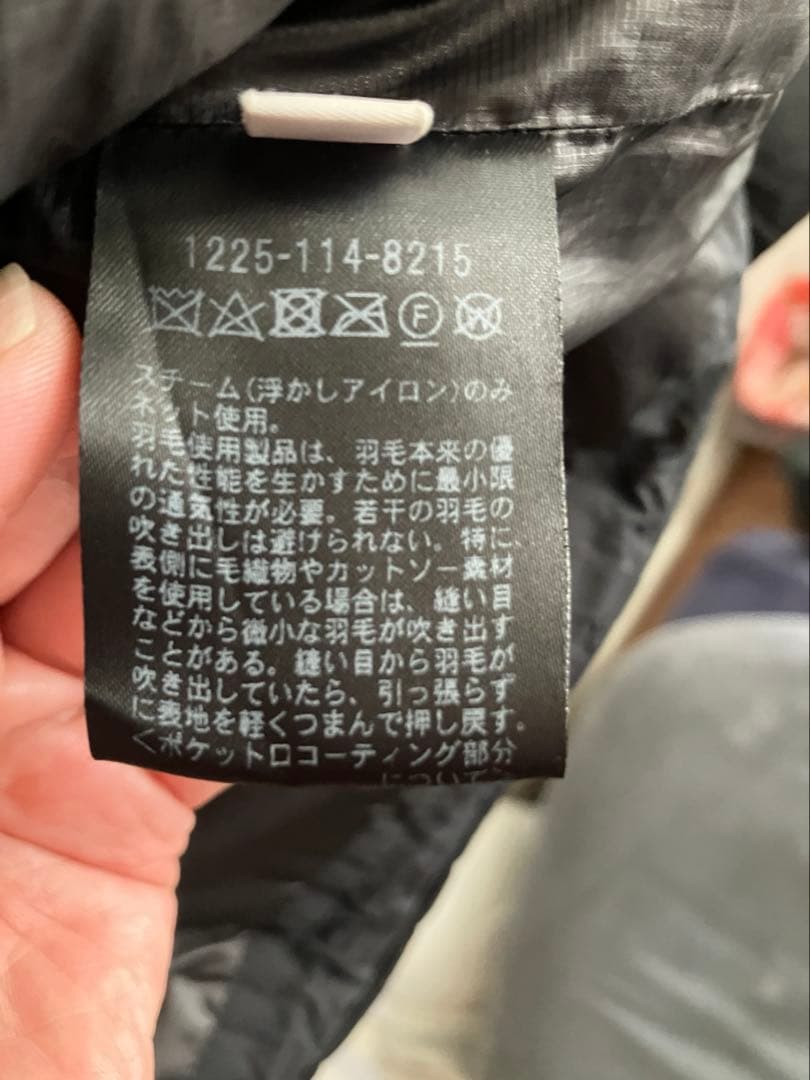 1225-114-8215
F
W
スチーム(浮かしアイロン)のみ
ネット使用。
羽毛使用製品は、羽毛本来の優
れた性能を生かすために最小限
の通気性が必要。若干の羽毛の
吹き出しは避けられない。特に、
表側に毛織物やカットソー素材
を使用している場合は、縫い目
などから微小な羽毛が吹き出す
ことがある。縫い目から羽毛が
吹き出していたら、引っ張らず
に表地を軽くつまんで押し戻す。
<ポケット口コーティング部分
について>